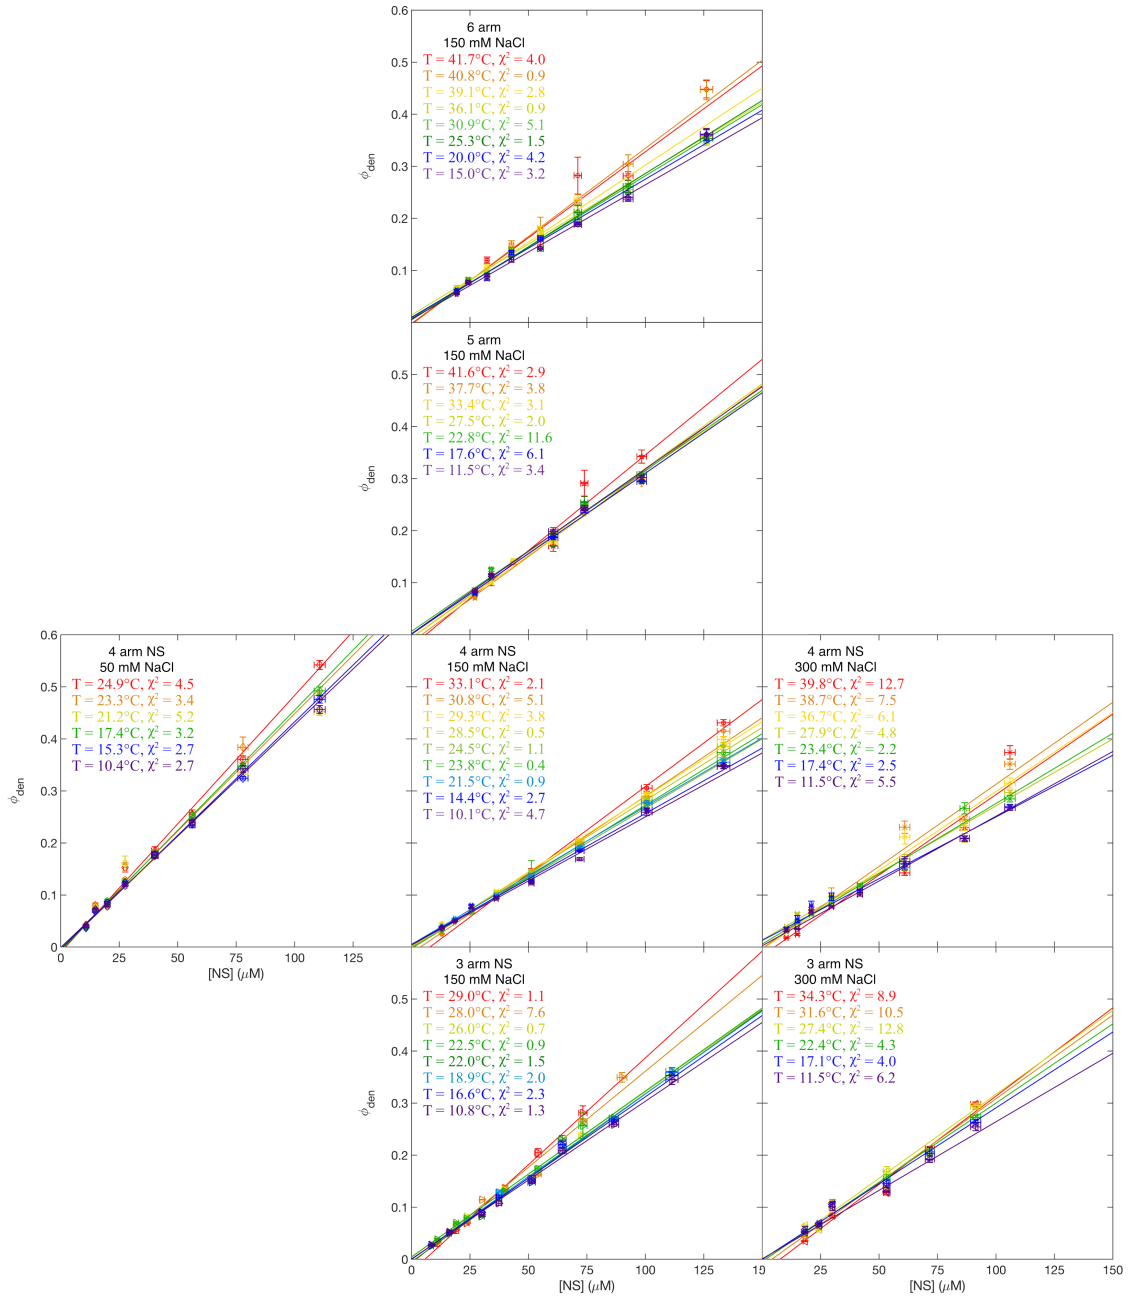 0.6
6 arm
150 mM NaCl
T = 41.7°C, χ² = 4.0
T = 40.8°C, χ² = 0.9
T = 39.1°C, χ² = 2.8
T = 36.1°C, χ² = 0.9
T = 30.9°C, χ² = 5.1
T = 25.3°C, χ² = 1.5
T = 20.0°C, χ² = 4.2
T = 15.0°C, χ² = 3.2
0.5
0.4
0.3
0.2
0.1
ϕden
5 arm
150 mM NaCl
T = 41.6°C, χ² = 2.9
T = 37.7°C, χ² = 3.8
T = 33.4°C, χ² = 3.1
T = 27.5°C, χ² = 2.0
T = 22.8°C, χ² = 11.6
T = 17.6°C, χ² = 6.1
T = 11.5°C, χ² = 3.4
0.5
0.4
0.3
0.2
0.1
ϕden
0.6
4 arm NS
50 mM NaCl
T = 24.9°C, χ² = 4.5
T = 23.3°C, χ² = 3.4
T = 21.2°C, χ² = 5.2
T = 17.4°C, χ² = 3.2
T = 15.3°C, χ² = 2.7
T = 10.4°C, χ² = 2.7
0.5
0.4
0.3
0.2
0.1
0
ϕden
0 25 50 75 100 125
[NS] (μM)
4 arm NS
150 mM NaCl
T = 33.1°C, χ² = 2.1
T = 30.8°C, χ² = 5.1
T = 29.3°C, χ² = 3.8
T = 28.5°C, χ² = 0.5
T = 24.5°C, χ² = 1.1
T = 23.8°C, χ² = 0.4
T = 21.5°C, χ² = 0.9
T = 14.4°C, χ² = 2.7
T = 10.1°C, χ² = 4.7
4 arm NS
300 mM NaCl
T = 39.8°C, χ² = 12.7
T = 38.7°C, χ² = 7.5
T = 36.7°C, χ² = 6.1
T = 27.9°C, χ² = 4.8
T = 23.4°C, χ² = 2.2
T = 17.4°C, χ² = 2.5
T = 11.5°C, χ² = 5.5
3 arm NS
150 mM NaCl
T = 29.0°C, χ² = 1.1
T = 28.0°C, χ² = 7.6
T = 26.0°C, χ² = 0.7
T = 22.5°C, χ² = 0.9
T = 22.0°C, χ² = 1.5
T = 18.9°C, χ² = 2.0
T = 16.6°C, χ² = 2.3
T = 10.8°C, χ² = 1.3
0.5
0.4
0.3
0.2
0.1
0
ϕden
0 25 50 75 100 125 150
[NS] (μM)
3 arm NS
300 mM NaCl
T = 34.3°C, χ² = 8.9
T = 31.6°C, χ² = 10.5
T = 27.4°C, χ² = 12.8
T = 22.4°C, χ² = 4.3
T = 17.1°C, χ² = 4.0
T = 11.5°C, χ² = 6.2
25 50 75 100 125 150
[NS] (μM)